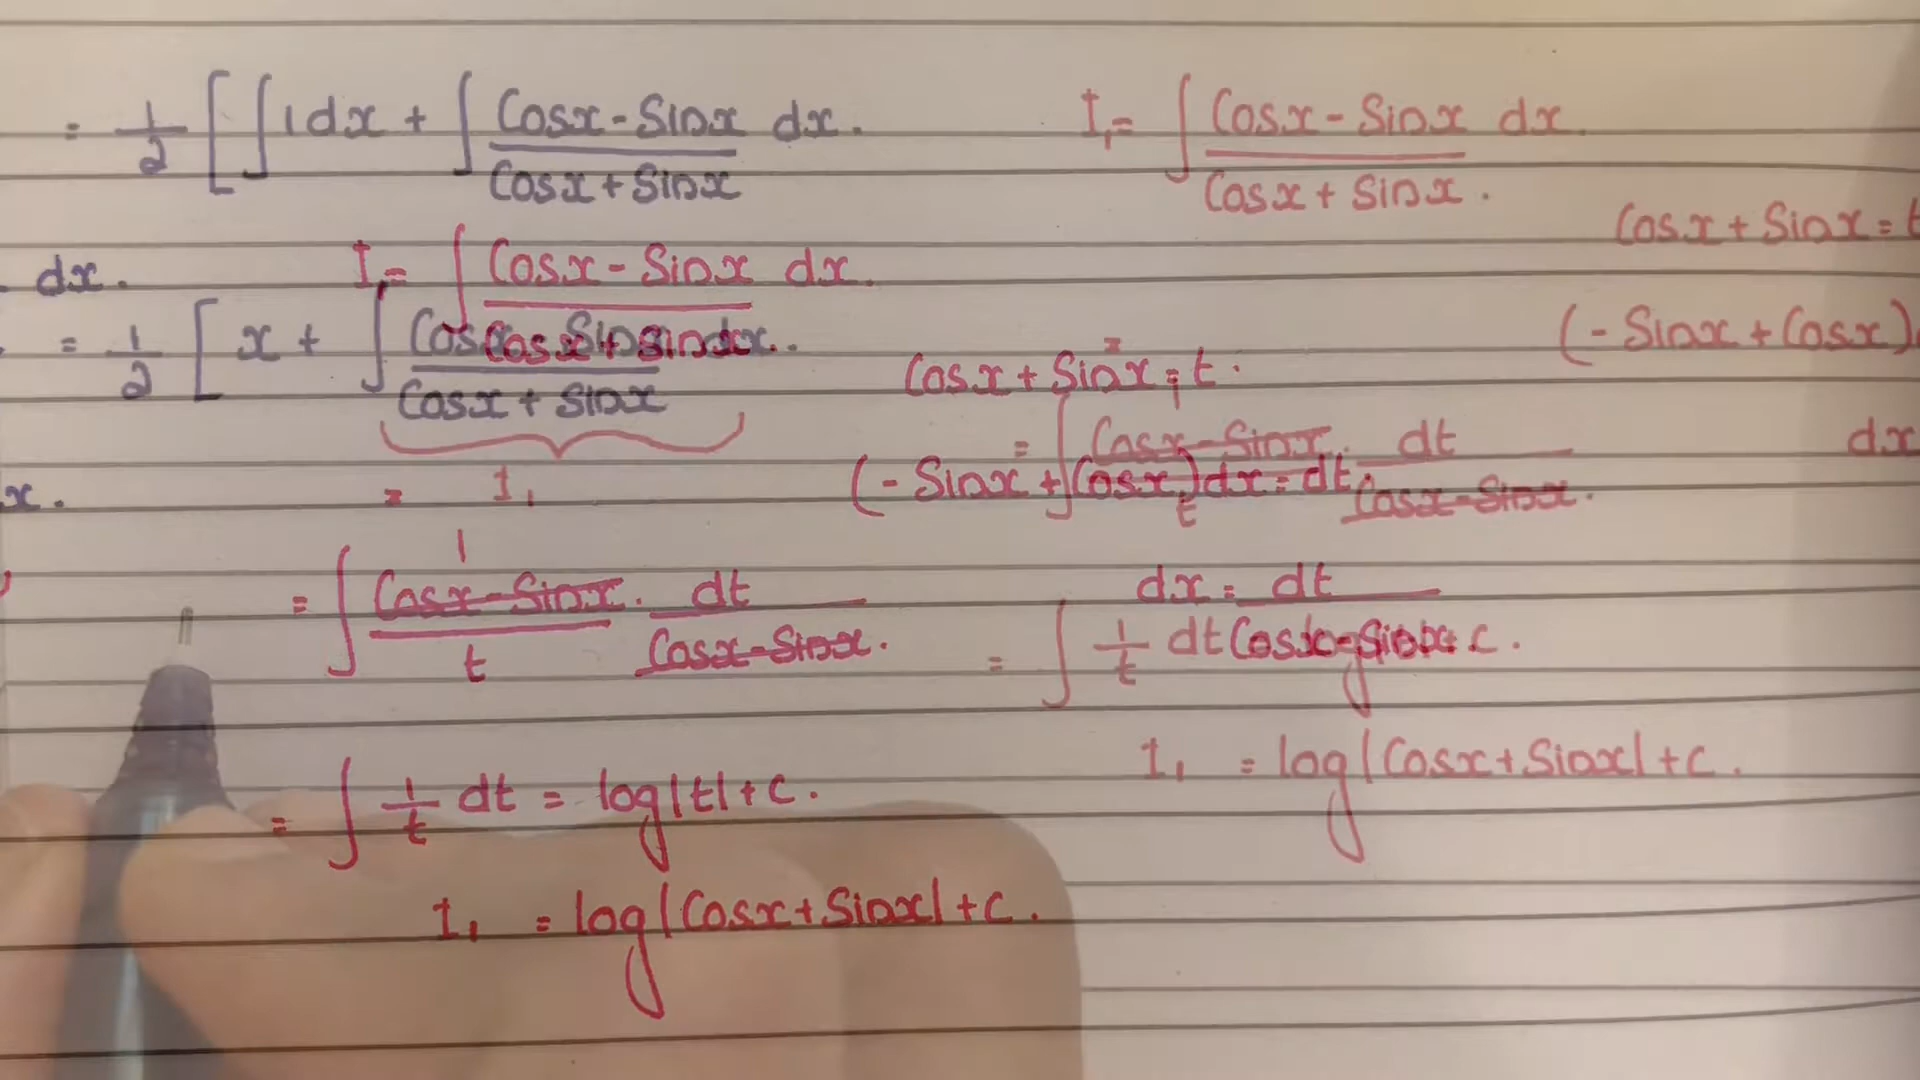 = 1/2 [ ∫ 1 dx + ∫ Cosx - Sinx / Cosx + Sinx dx.
I₁ = ∫ Cosx - Sinx / Cosx + Sinx dx.
Cosx + Sinx = t
dx.
I₁ = ∫ Cosx - Sinx / Cosx + Sinx dx.
= 1/2 [ x + ∫ Cosx - Sinx / Cosx + Sinx dx.
Cosx + Sinx = t.
(- Sinx + Cosx)
= ∫ Cosx - Sinx / t . dt / Cosx - Sinx.
dx
x.
= I₁
(- Sinx + Cosx) dx = dt.
= ∫ 1 Cosx - Sinx / t . dt / Cosx - Sinx.
dx = dt / Cosx - Sinx
= ∫ 1/t dt = log|t| + c.
I₁ = log|Cosx + Sinx| + c.
= ∫ 1/t dt = log|t| + c.
I₁ = log|Cosx + Sinx| + c.